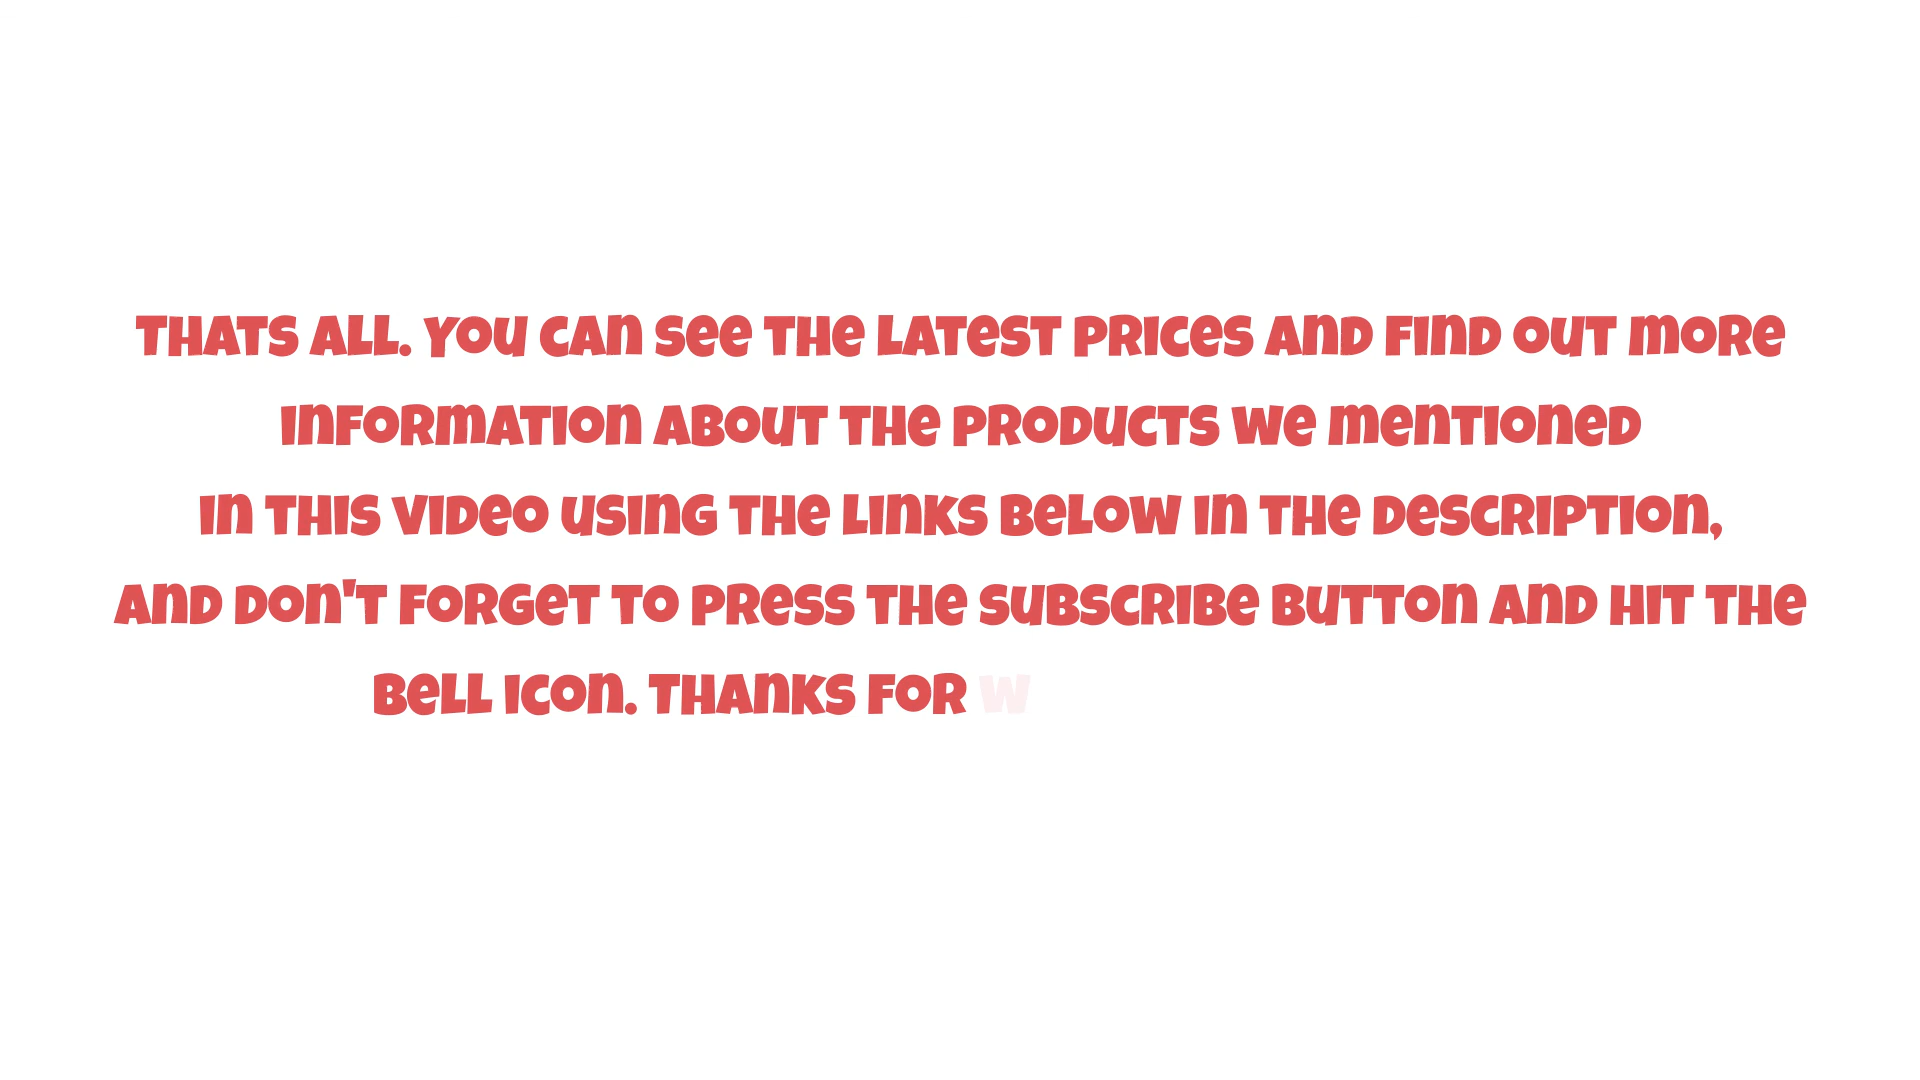 Thats all. You can see the latest prices and find out more
information about the products we mentioned
in this video using the links below in the description,
and don't forget to press the subscribe button and hit the
bell icon. Thanks for w